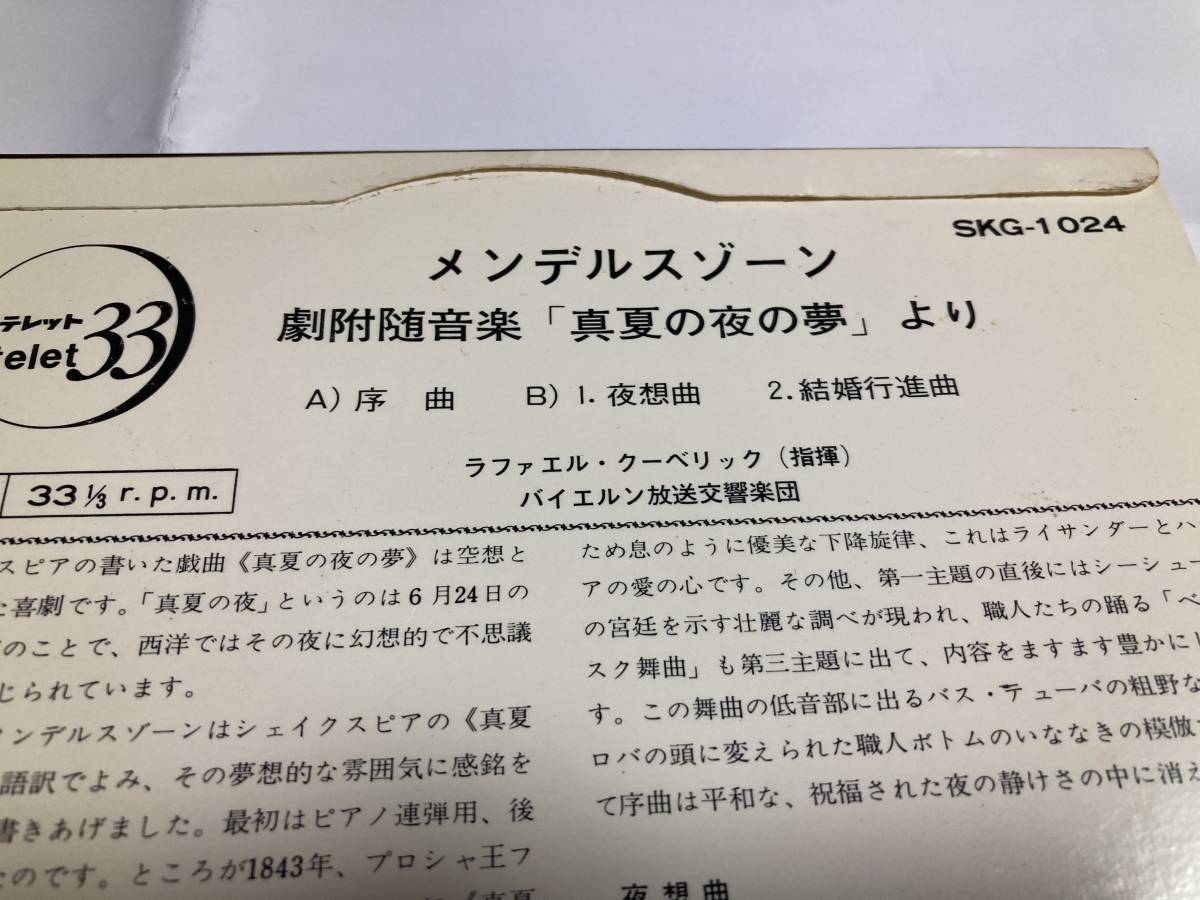 SKG-1024
メンデルスゾーン
劇附随音楽「真夏の夜の夢」より
A) 序 曲 B) 1. 夜想曲 2. 結婚行進曲
ラファエル・クーベリック (指揮)
バイエルン放送交響楽団
テレット
telet 33
33 1/3 r.p.m.
スピアの書いた戯曲《真夏の夜の夢》は空想と
た喜劇です。「真夏の夜」というのは6月24日の
のことで、西洋ではその夜に幻想的で不思議
じられています。
メンデルスゾーンはシェイクスピアの《真夏
語訳でよみ、その夢想的な雰囲気に感銘を
書きあげました。最初はピアノ連弾用、後
たのです。ところが1843年、プロシャ王フ
《真夏
ため息のように優美な下降旋律、これはライサンダーとハ
アの愛の心です。その他、第一主題の直後にはシーシュー
の宮廷を示す壮麗な調べが現われ、職人たちの踊る「ベ
スク舞曲」も第三主題に出て、内容をますます豊かにし
す。この舞曲の低音部に出るバス・テューバの粗野な
ロバの頭に変えられた職人ボトムのいななきの模倣
て序曲は平和な、祝福された夜の静けさの中に消え
夜想曲